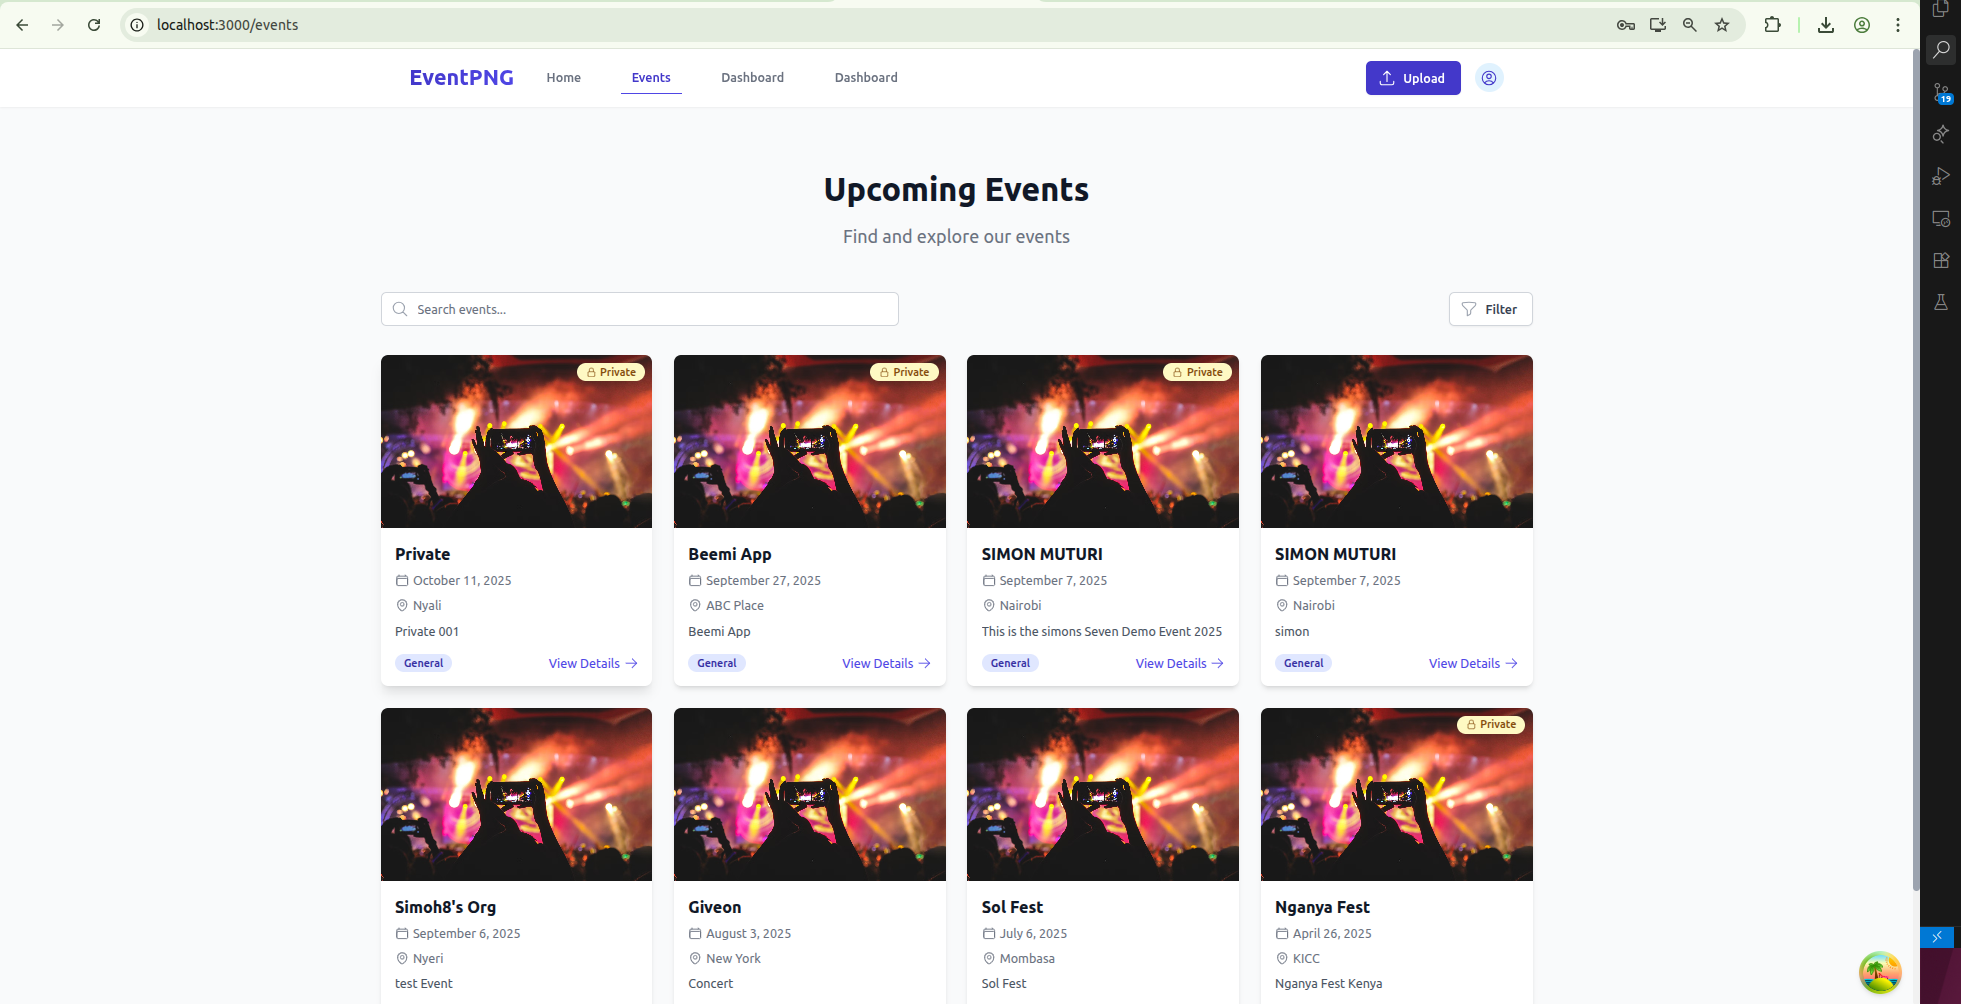 localhost:3000/events
EventPNG Home Events Dashboard Dashboard Upload
Upcoming Events
Find and explore our events
Search events... Filter
Private Private Private
Private Beemi App SIMON MUTURI SIMON MUTURI
October 11, 2025 September 27, 2025 September 7, 2025 September 7, 2025
Nyali ABC Place Nairobi Nairobi
Private 001 Beemi App This is the simons Seven Demo Event 2025 simon
General View Details General View Details General View Details General View Details
Private
Simoh8's Org Giveon Sol Fest Nganya Fest
September 6, 2025 August 3, 2025 July 6, 2025 April 26, 2025
Nyeri New York Mombasa KICC
test Event Concert Sol Fest Nganya Fest Kenya
19